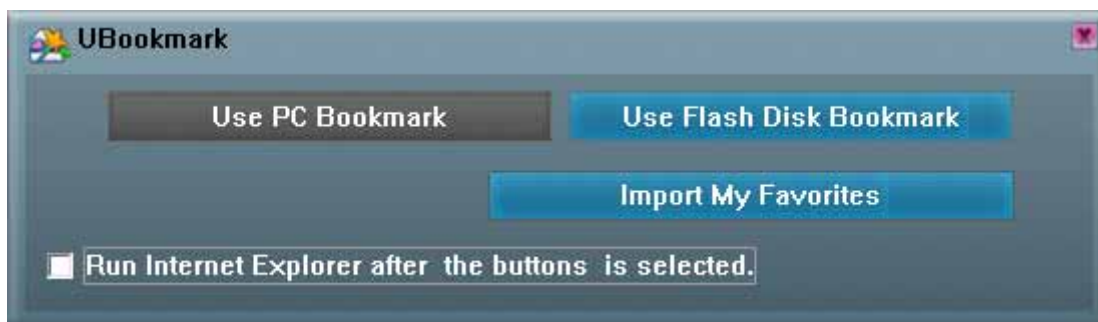 UBookmark
Use PC Bookmark
Use Flash Disk Bookmark
Import My Favorites
Run Internet Explorer after the buttons is selected.